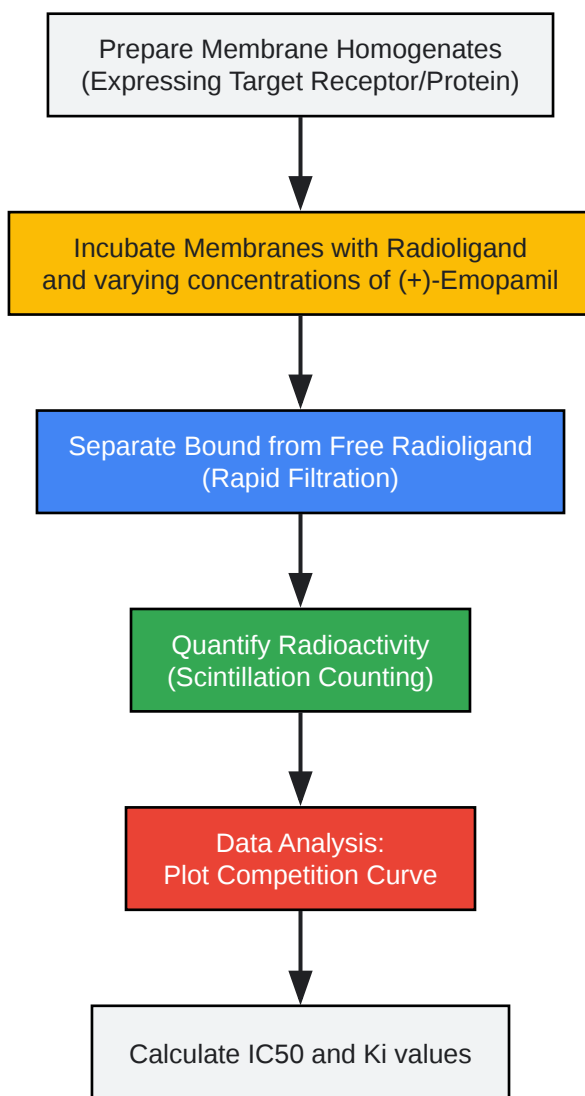 Prepare Membrane Homogenates
(Expressing Target Receptor/Protein)
Incubate Membranes with Radioligand
and varying concentrations of (+)-Emopamil
Separate Bound from Free Radioligand
(Rapid Filtration)
Quantify Radioactivity
(Scintillation Counting)
Data Analysis:
Plot Competition Curve
Calculate IC50 and Ki values